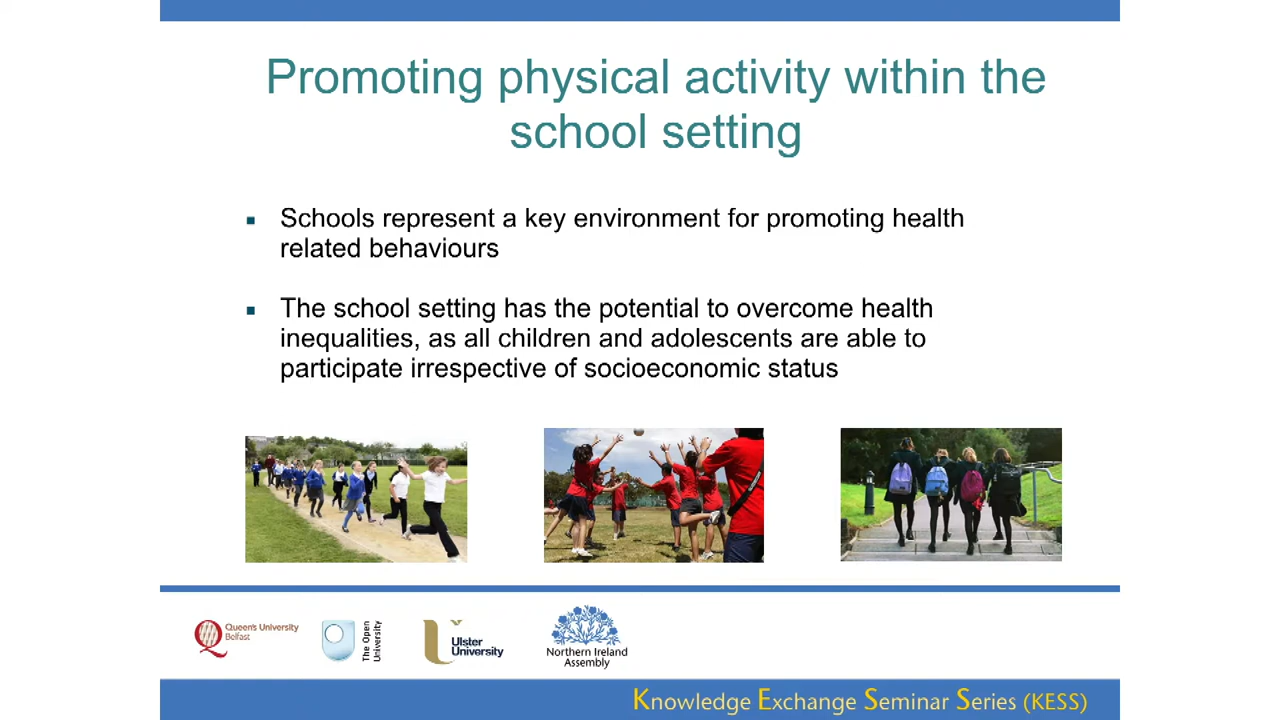 Promoting physical activity within the
school setting
Schools represent a key environment for promoting health
related behaviours
The school setting has the potential to overcome health
inequalities, as all children and adolescents are able to
participate irrespective of socioeconomic status
Queen's University
Belfast
The Open
University
Ulster
University
Northern Ireland
Assembly
Knowledge Exchange Seminar Series (KESS)